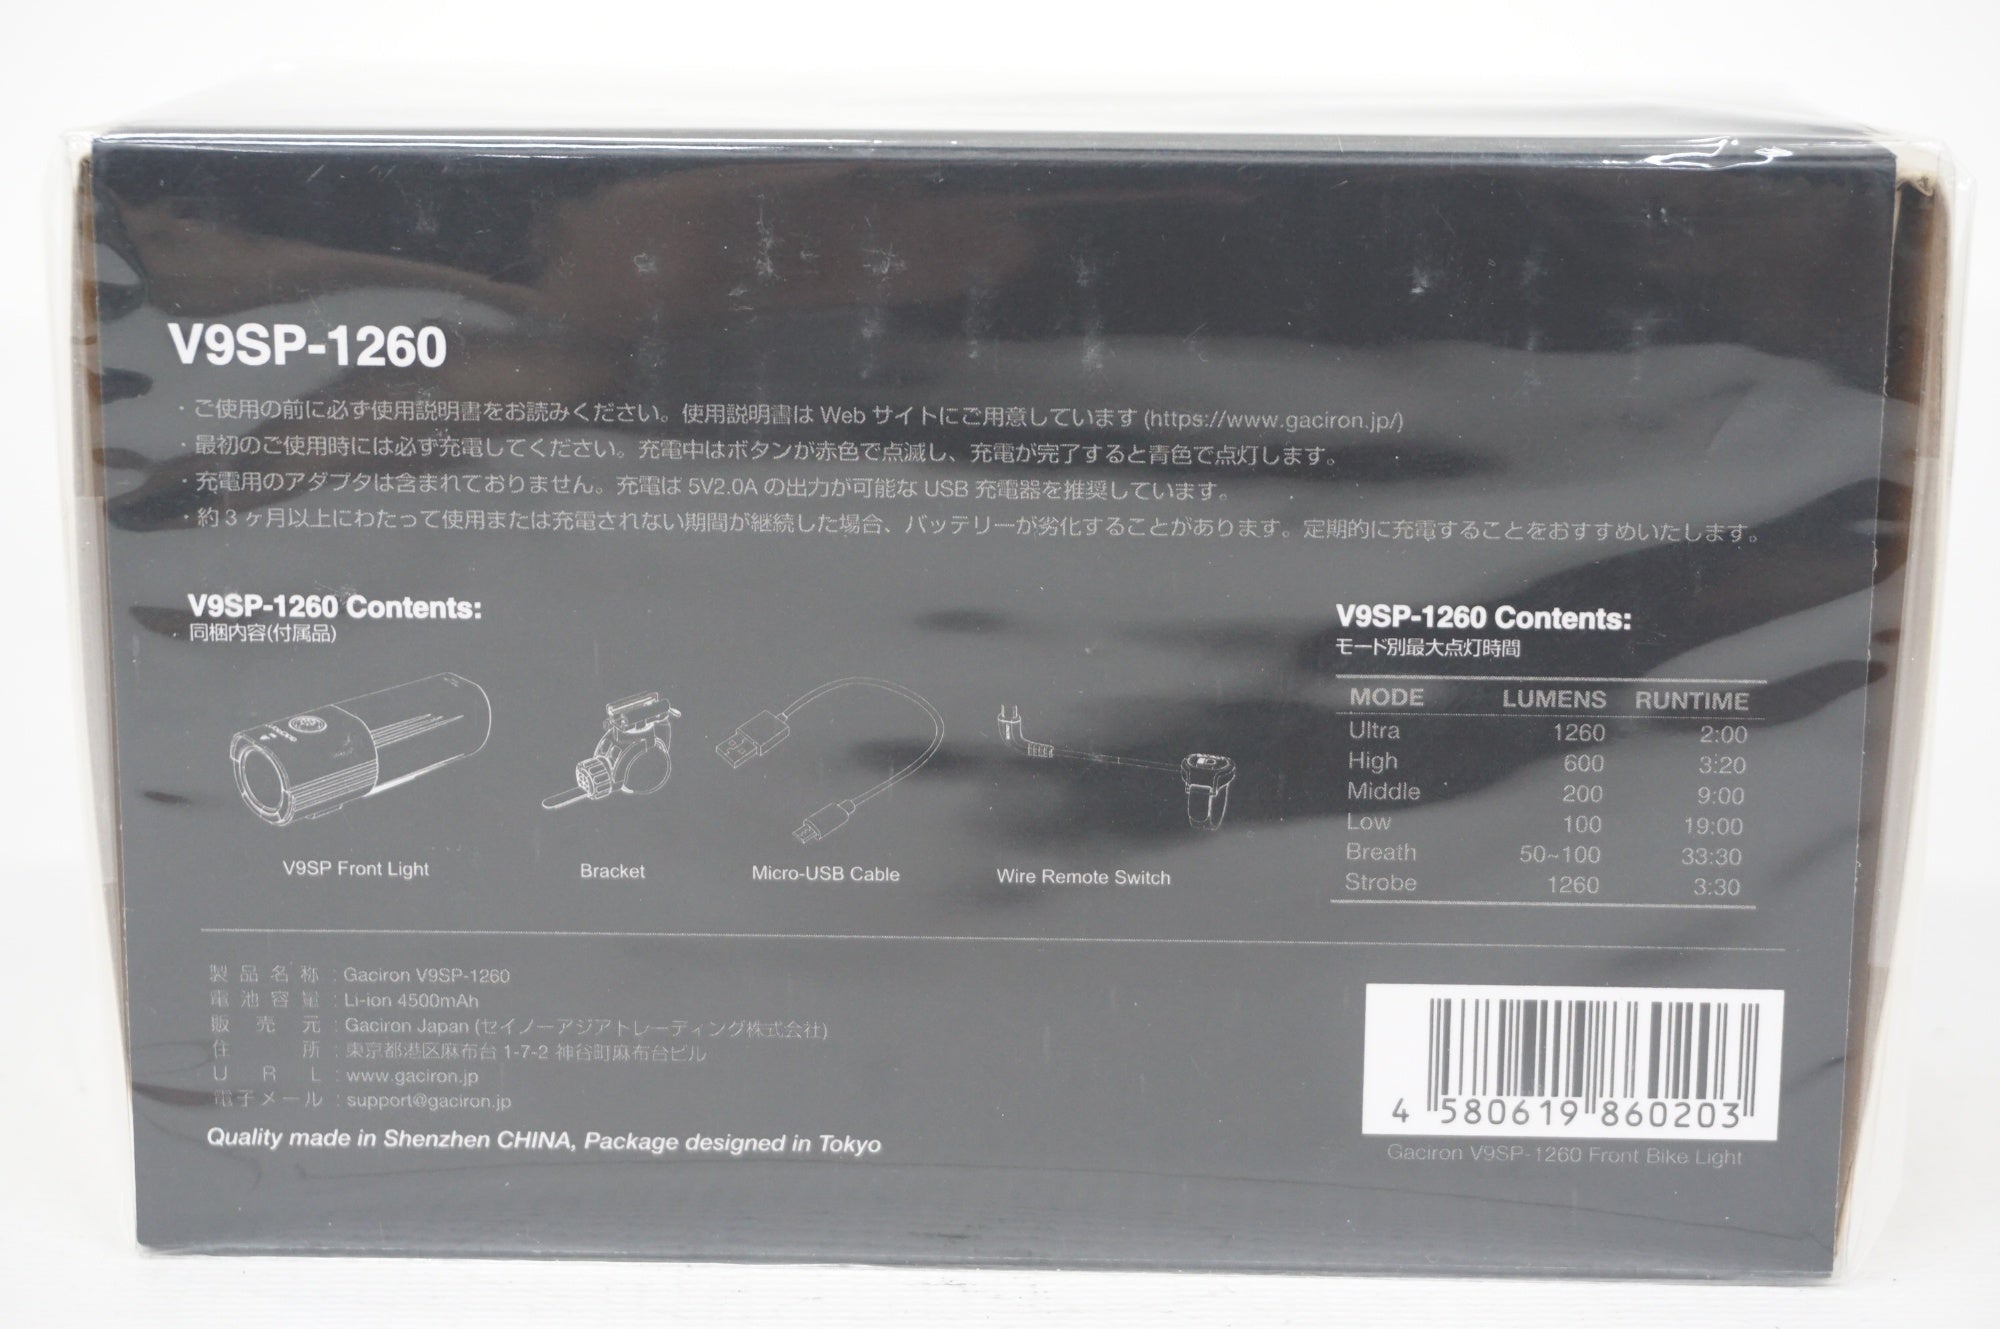 V9SP-1260
・ご使用の前に必ず使用説明書をお読みください。使用説明書は Web サイトにご用意しています (https://www.gaciron.jp/)
・最初のご使用時には必ず充電してください。充電中はボタンが赤色で点滅し、充電が完了すると青色で点灯します。
・充電用のアダプタは含まれておりません。充電は 5V2.0A の出力が可能な USB 充電器を推奨しています。
・約 3 ヶ月以上にわたって使用または充電されない期間が継続した場合、バッテリーが劣化することがあります。定期的に充電することをおすすめいたします。
V9SP-1260 Contents:
同梱内容(付属品)
V9SP Front Light
Bracket
Micro-USB Cable
Wire Remote Switch
V9SP-1260 Contents:
モード別最大点灯時間
MODE LUMENS RUNTIME
Ultra 1260 2:00
High 600 3:20
Middle 200 9:00
Low 100 19:00
Breath 50~100 33:30
Strobe 1260 3:30
製品名称 : Gaciron V9SP-1260
電池容量 : Li-ion 4500mAh
販売元 : Gaciron Japan (セイノーアジアトレーディング株式会社)
住所 : 東京都港区麻布台 1-7-2 神谷町麻布台ビル
URL : www.gaciron.jp
電子メール : support@gaciron.jp
Quality made in Shenzhen CHINA, Package designed in Tokyo
4 580619 860203
Gaciron V9SP-1260 Front Bike Light